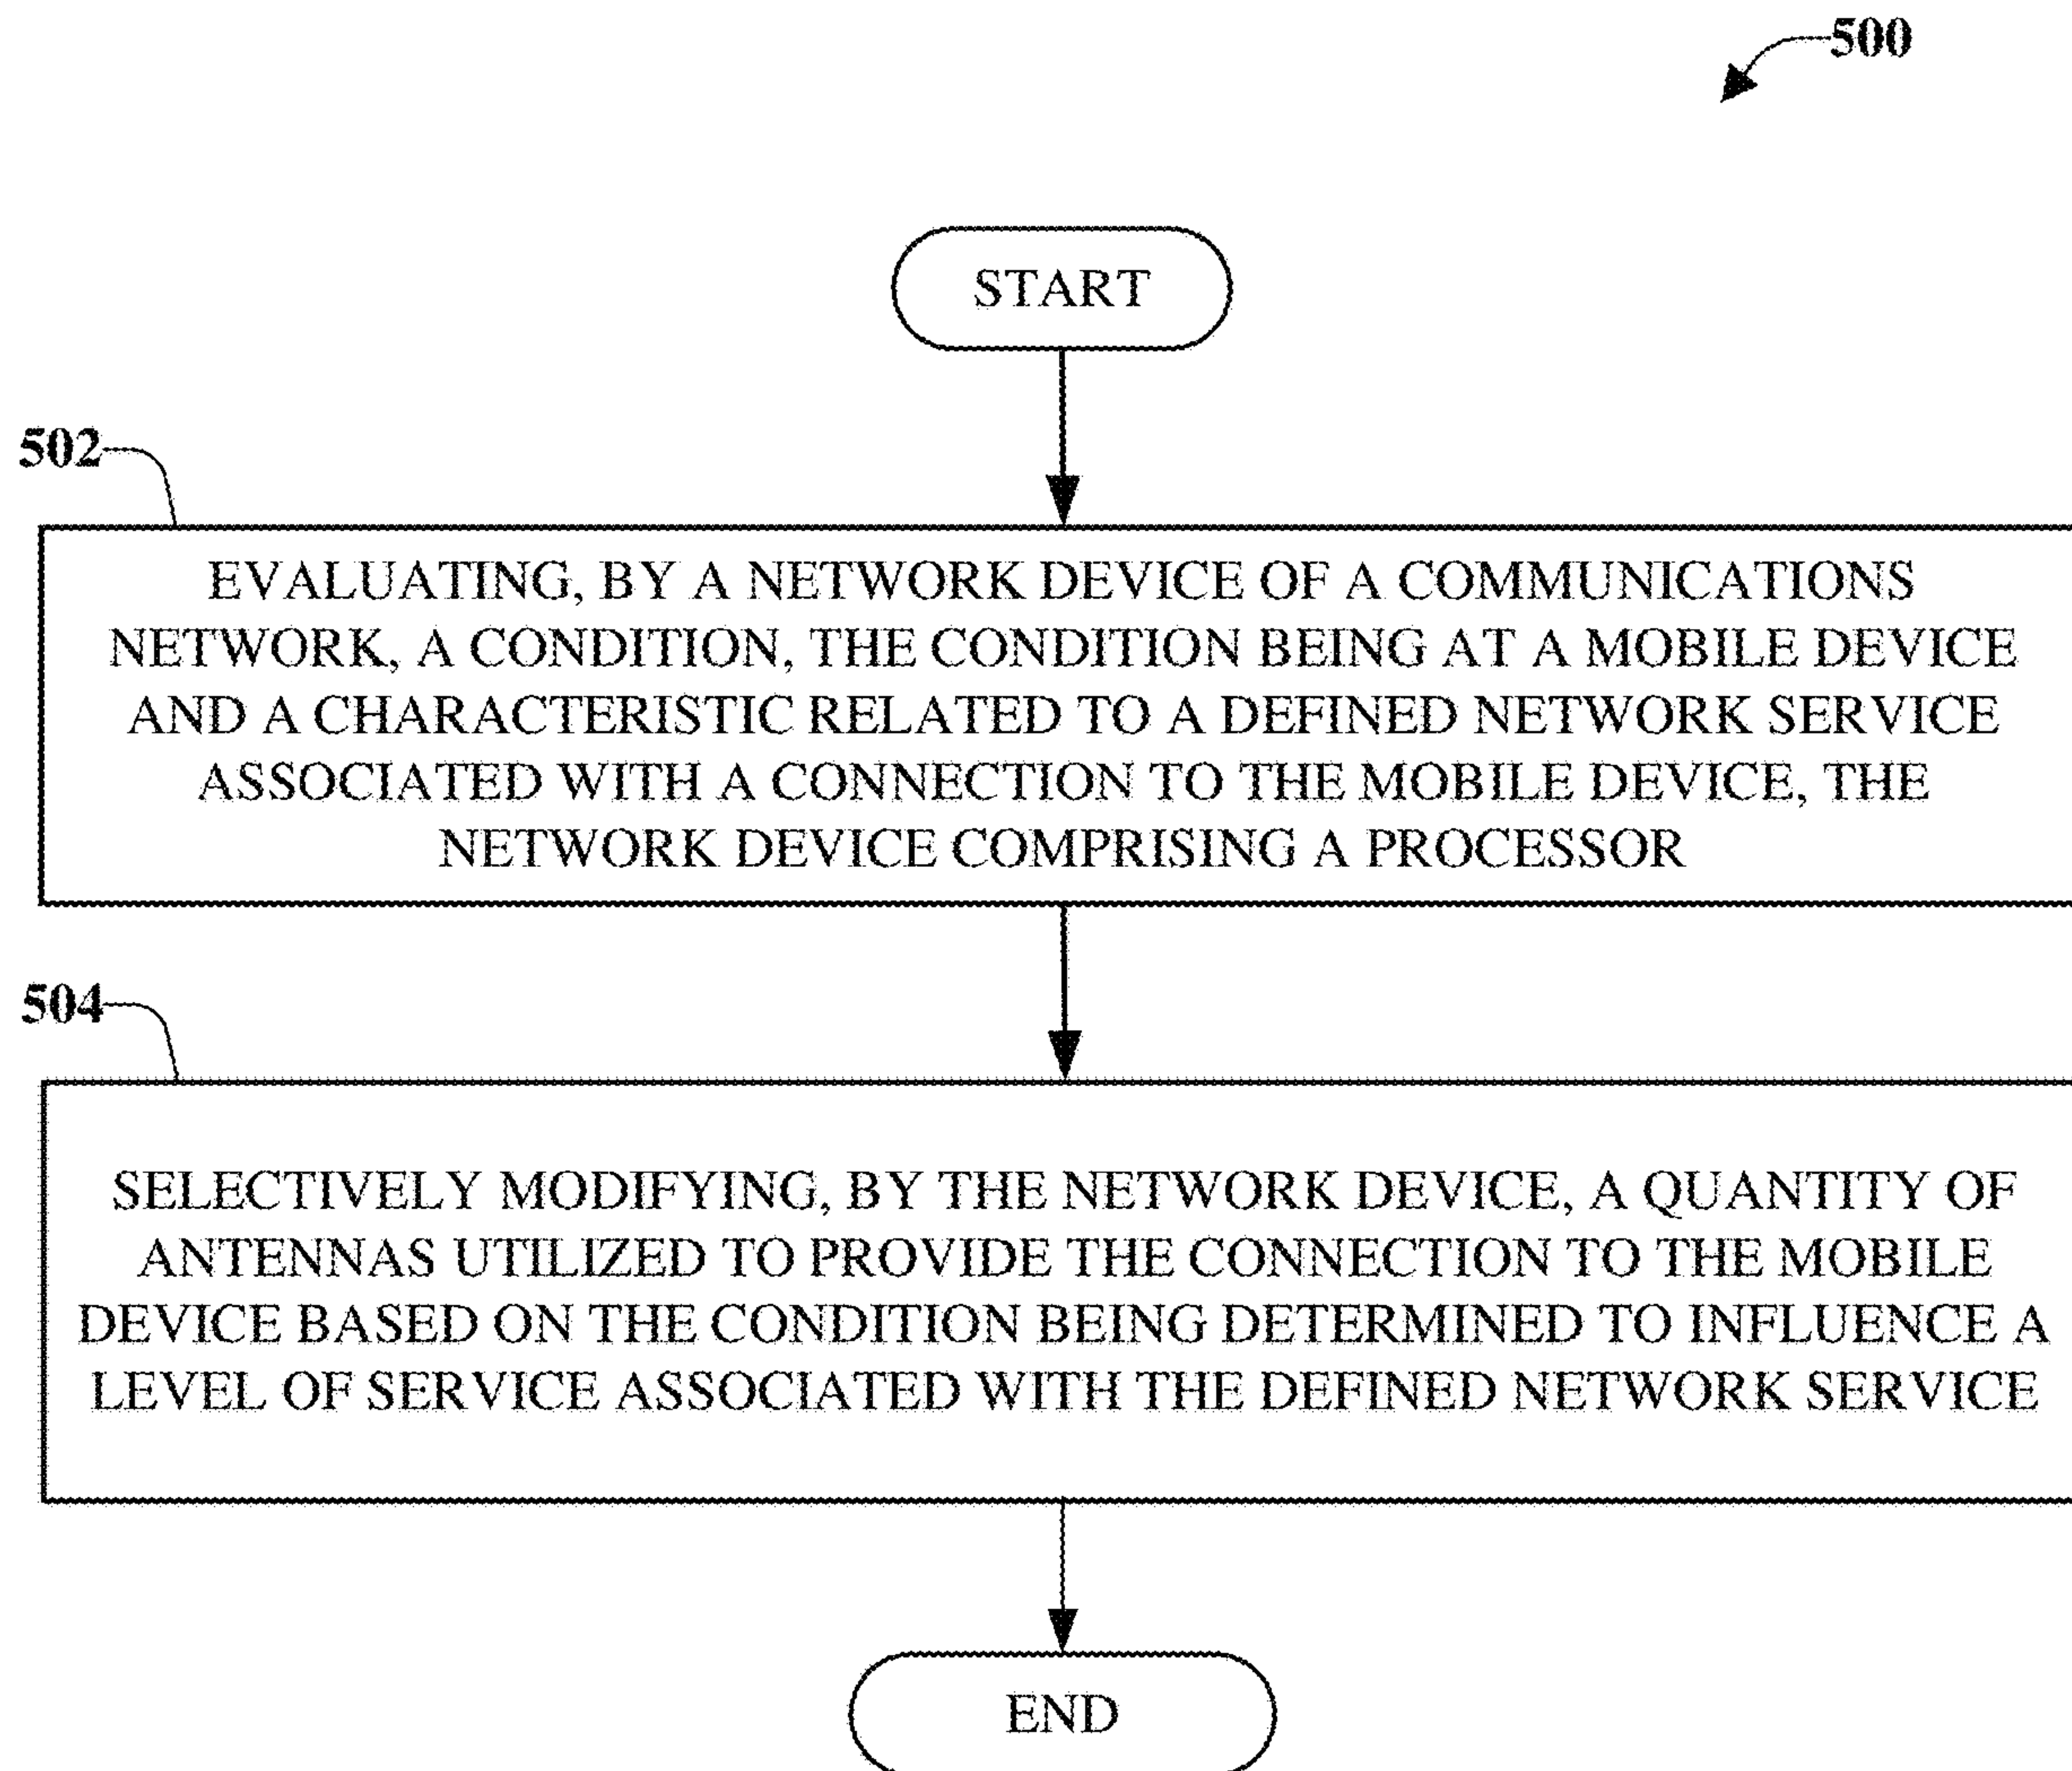 500
START
502
EVALUATING, BY A NETWORK DEVICE OF A COMMUNICATIONS
NETWORK, A CONDITION, THE CONDITION BEING AT A MOBILE DEVICE
AND A CHARACTERISTIC RELATED TO A DEFINED NETWORK SERVICE
ASSOCIATED WITH A CONNECTION TO THE MOBILE DEVICE, THE
NETWORK DEVICE COMPRISING A PROCESSOR
504
SELECTIVELY MODIFYING, BY THE NETWORK DEVICE, A QUANTITY OF
ANTENNAS UTILIZED TO PROVIDE THE CONNECTION TO THE MOBILE
DEVICE BASED ON THE CONDITION BEING DETERMINED TO INFLUENCE A
LEVEL OF SERVICE ASSOCIATED WITH THE DEFINED NETWORK SERVICE
END